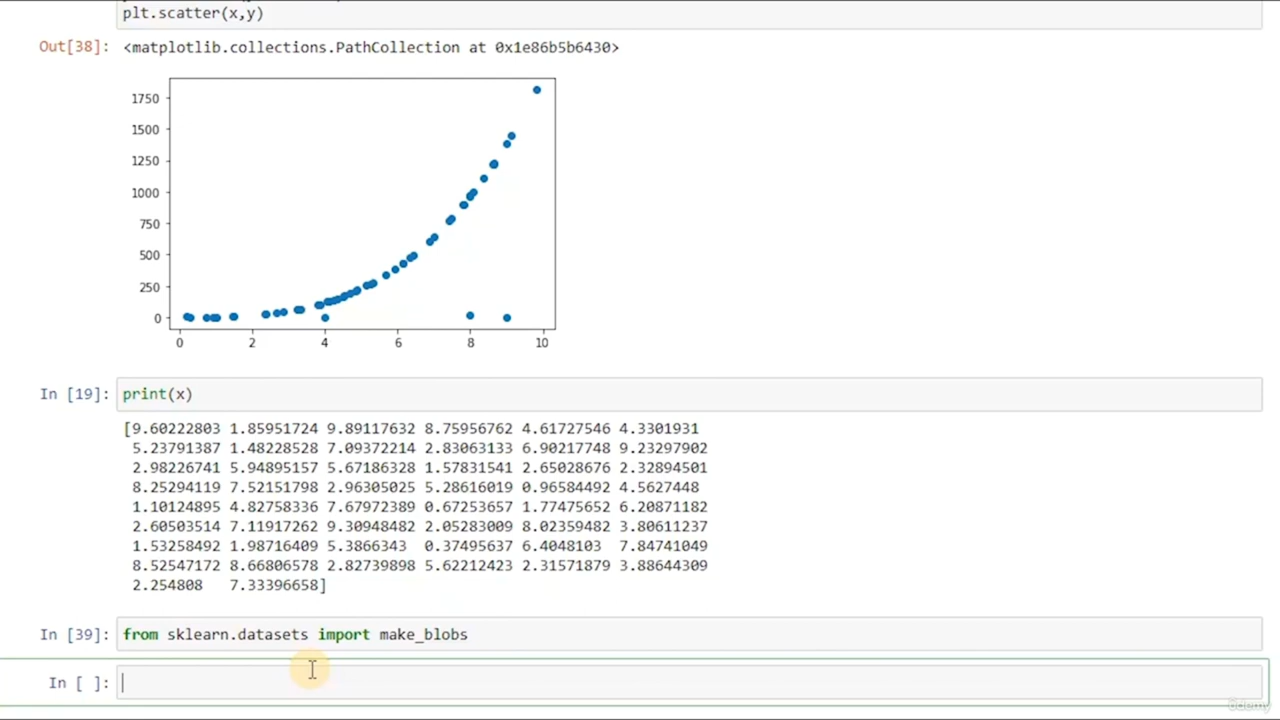 plt.scatter(x,y)
Out[38]: <matplotlib.collections.PathCollection at 0x1e86b5b6430>
1750
1500
1250
1000
750
500
250
0
0 2 4 6 8 10
In [19]: print(x)
[9.60222803 1.85951724 9.89117632 8.75956762 4.61727546 4.3301931
5.23791387 1.48228528 7.09372214 2.83063133 6.90217748 9.23297902
2.98226741 5.94895157 5.67186328 1.57831541 2.65028676 2.32894501
8.25294119 7.52151798 2.96305025 5.28616019 0.96584492 4.5627448
1.10124895 4.82758336 7.67972389 0.67253657 1.77475652 6.20871182
2.60503514 7.11917262 9.30948482 2.05283009 8.02359482 3.80611237
1.53258492 1.98716409 5.3866343 0.37495637 6.4048103 7.84741049
8.52547172 8.66806578 2.82739898 5.62212423 2.31571879 3.88644309
2.254808 7.33396658]
In [39]: from sklearn.datasets import make_blobs
In [ ]:
ûdemy